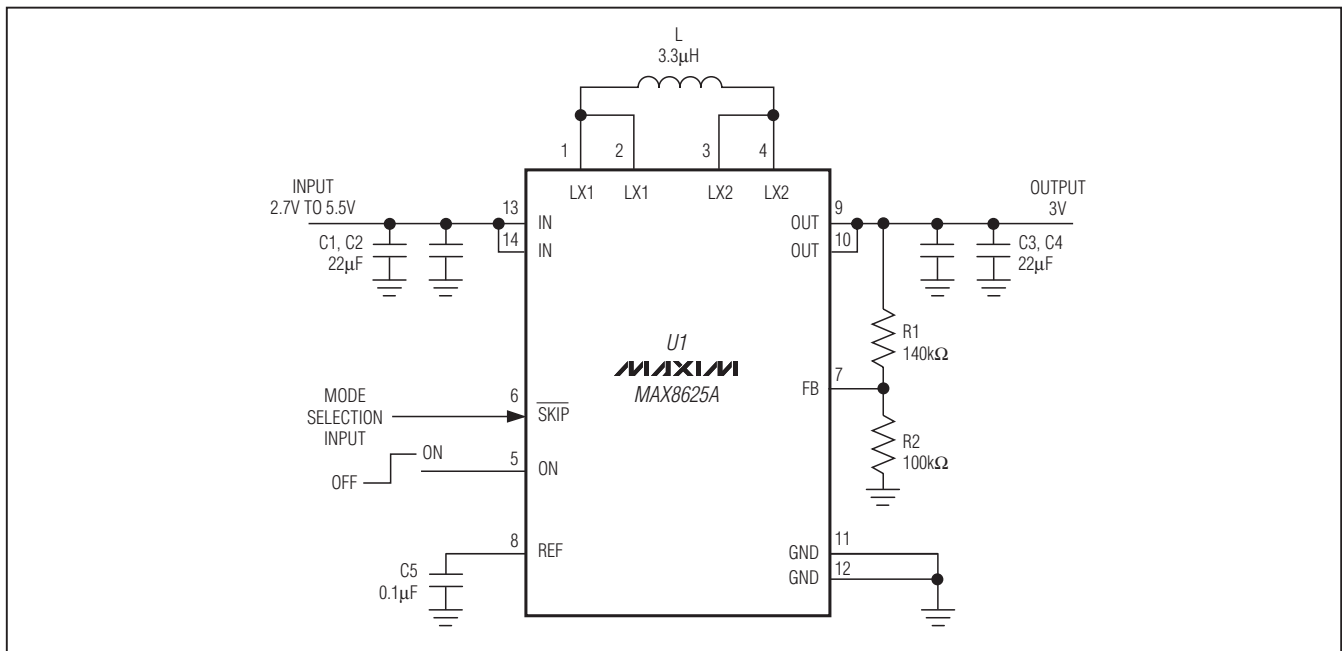 L
3.3μH
1 2 3 4
LX1 LX1 LX2 LX2
INPUT
2.7V TO 5.5V
13
IN
14
IN
C1, C2
22μF
OUTPUT
3V
9
OUT
10
OUT
C3, C4
22μF
R1
140kΩ
7
FB
R2
100kΩ
U1
MAXIM
MAX8625A
MODE
SELECTION
INPUT
6
SKIP
ON
OFF
5
ON
8
REF
C5
0.1μF
11
GND
12
GND